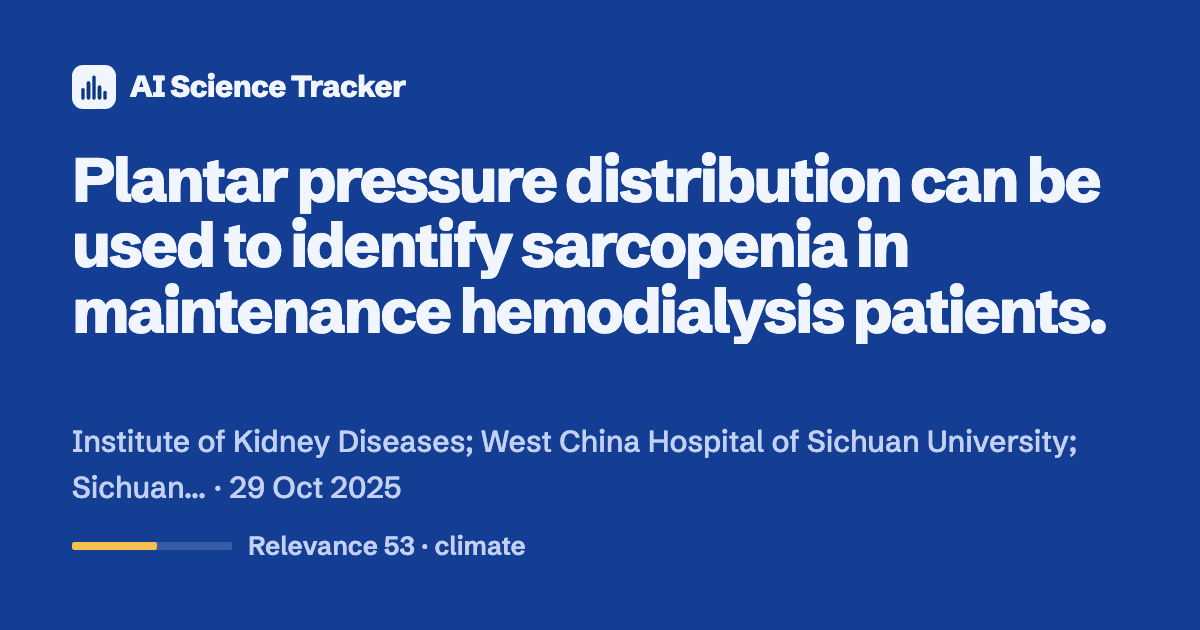 AI Science Tracker
Plantar pressure distribution can be
used to identify sarcopenia in
maintenance hemodialysis patients.
Institute of Kidney Diseases; West China Hospital of Sichuan University;
Sichuan... · 29 Oct 2025
Relevance 53 · climate